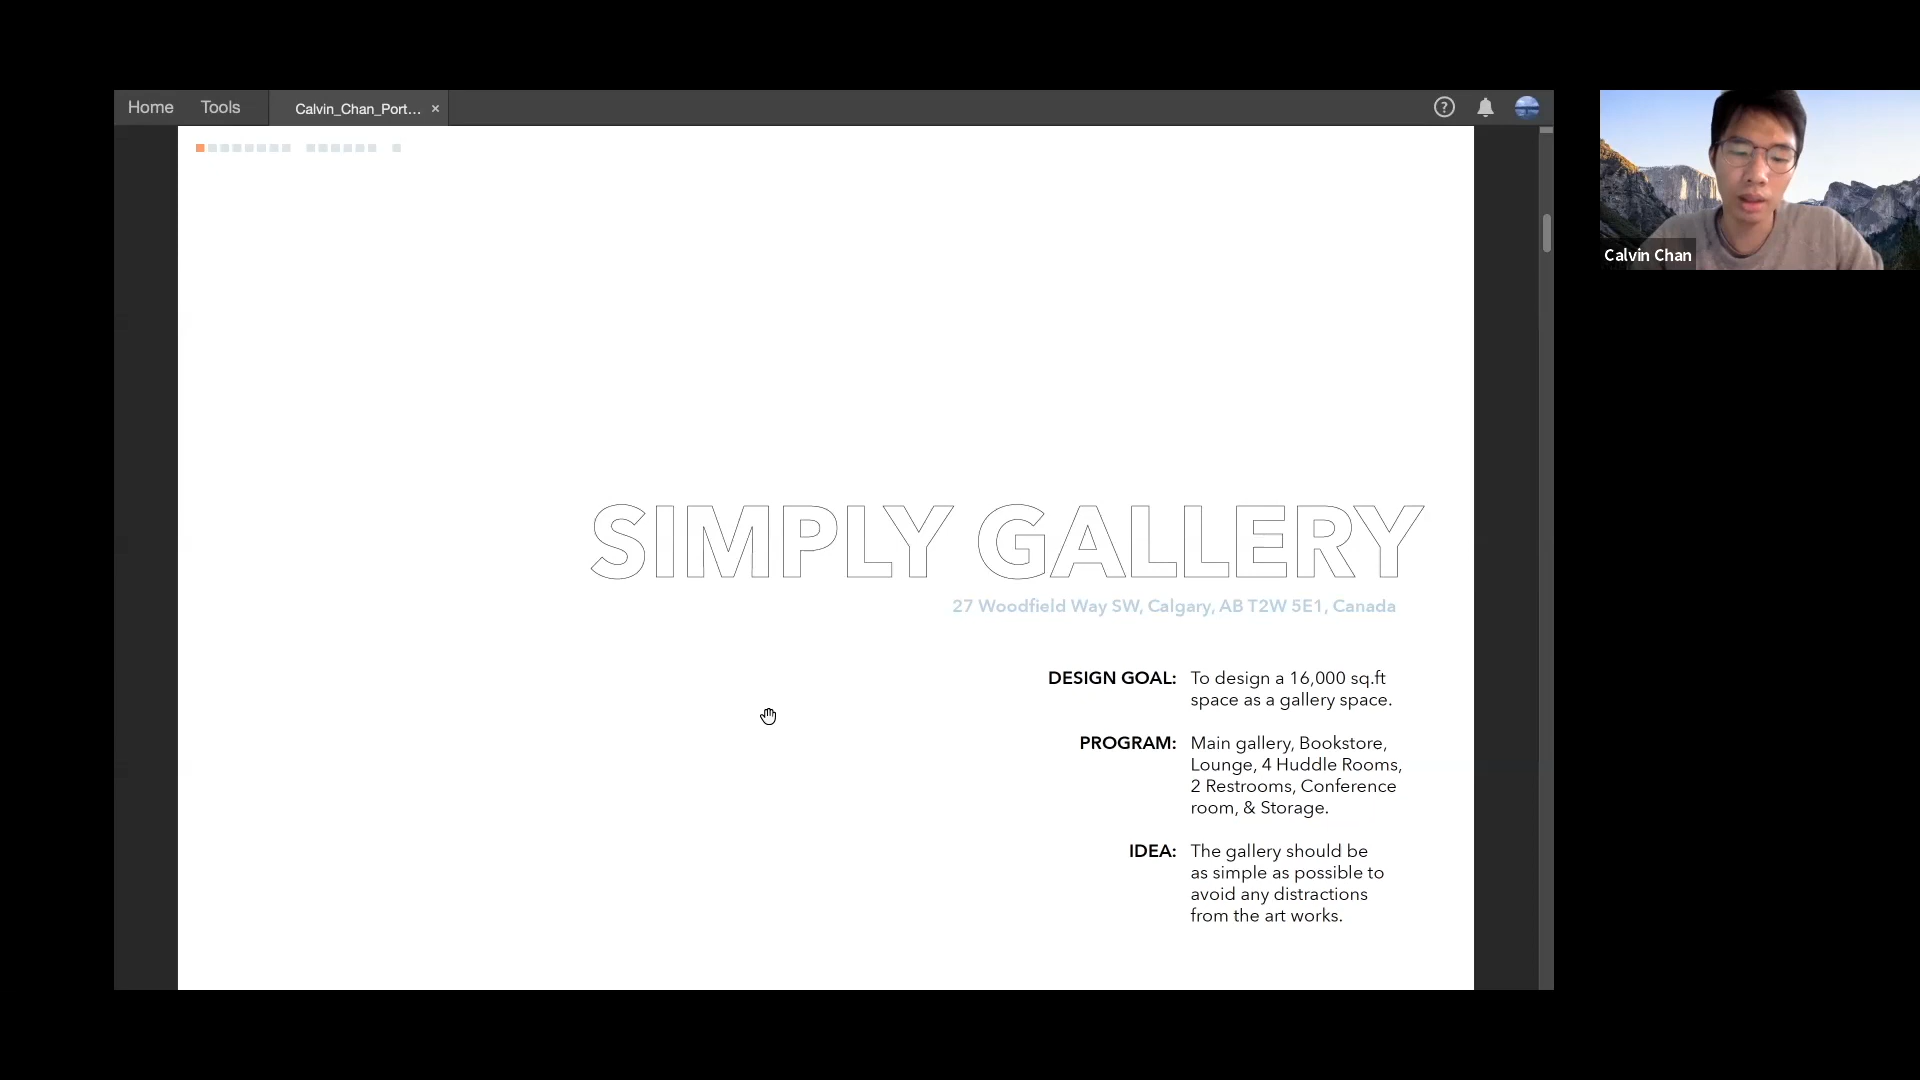 Home Tools Calvin_Chan_Port... ×
SIMPLY GALLERY
27 Woodfield Way SW, Calgary, AB T2W 5E1, Canada
DESIGN GOAL: To design a 16,000 sq.ft
space as a gallery space.
PROGRAM: Main gallery, Bookstore,
Lounge, 4 Huddle Rooms,
2 Restrooms, Conference
room, & Storage.
IDEA: The gallery should be
as simple as possible to
avoid any distractions
from the art works.
Calvin Chan